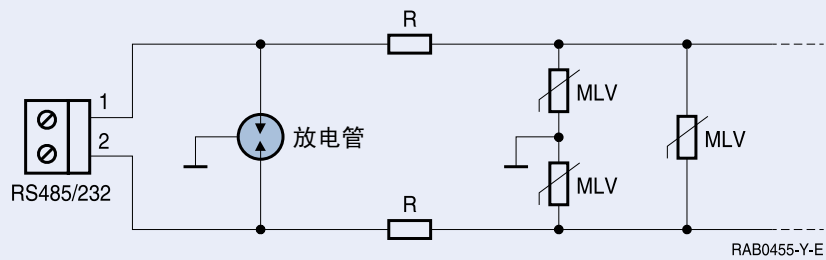 R
1
2
放电管
MLV
MLV
MLV
RS485/232
R
RAB0455-Y-E